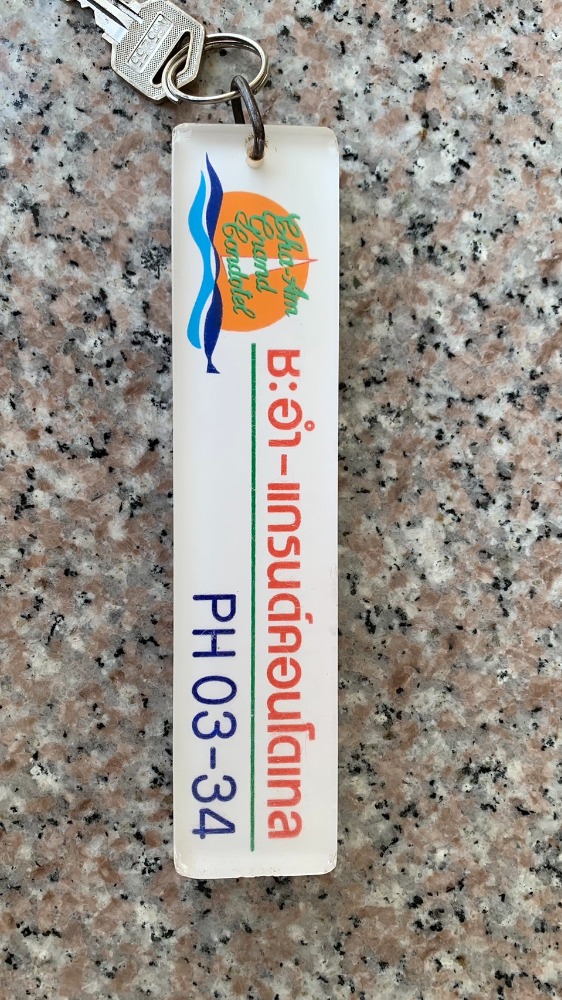 Cha-Am
Grand
Condotel
ชะอำ-แกรนด์คอนโดเทล
PH 03-34